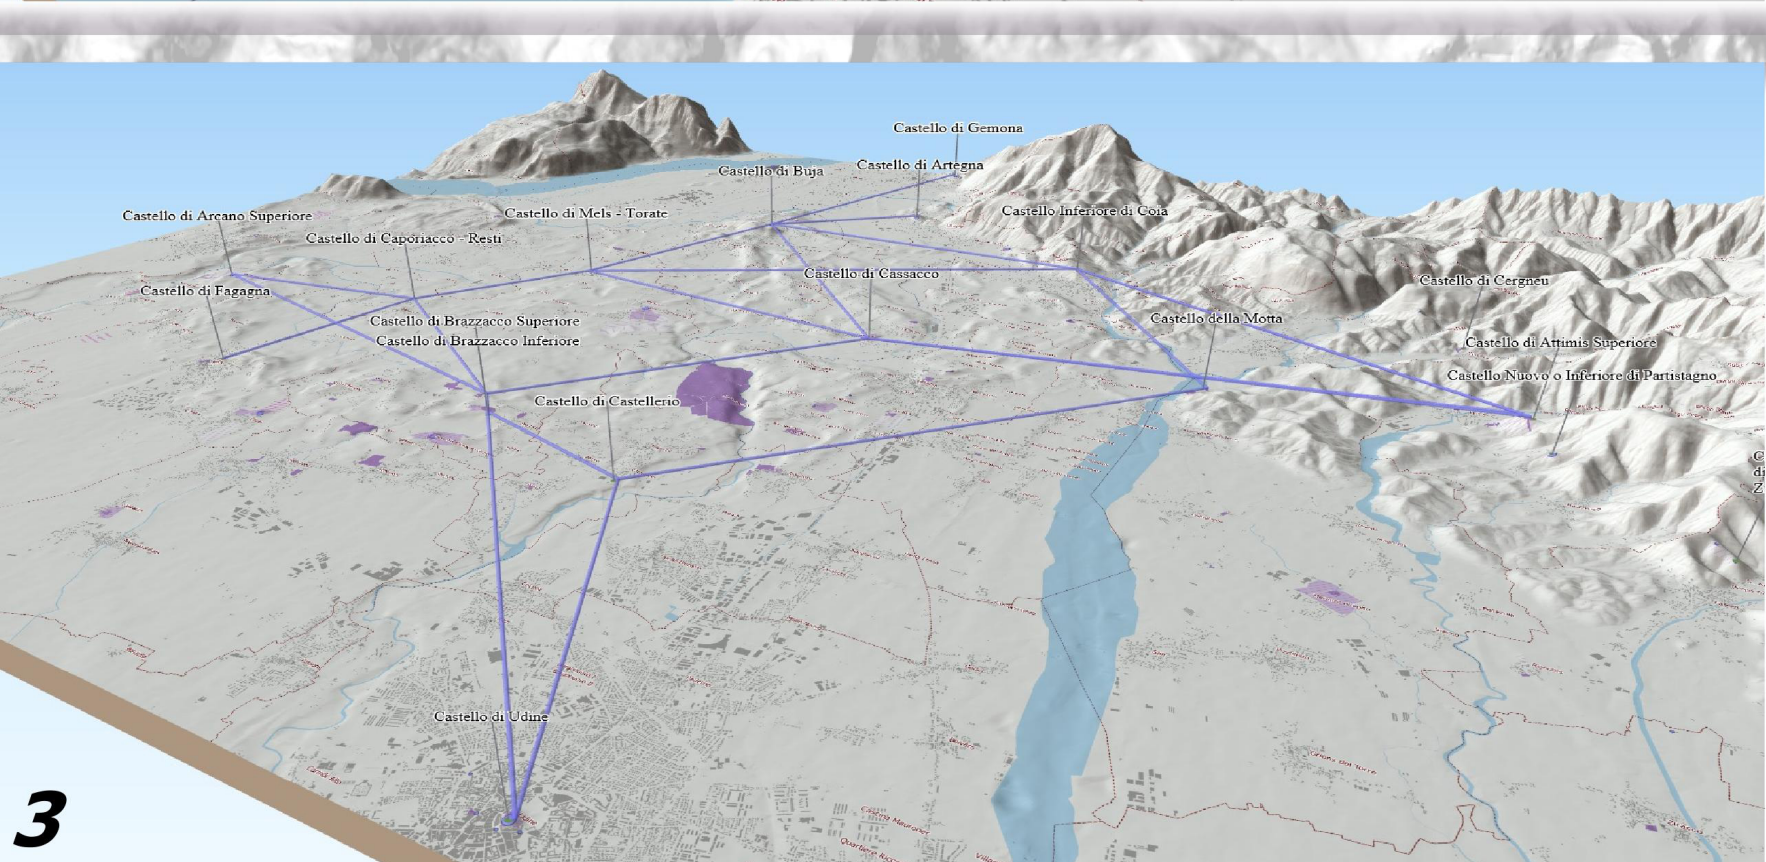 Castello di Gemona
Castello di Artegna
Castello di Buja
Castello Inferiore di Coia
Castello di Mels - Torate
Castello di Arcano Superiore
Castello di Caporiacco - Resti
Castello di Cassacco
Castello di Cergneu
Castello di Fagagna
Castello della Motta
Castello di Brazzacco Superiore
Castello di Brazzacco Inferiore
Castello di Attimis Superiore
Castello Nuovo o Inferiore di Partistagno
Castello di Castellerio
C
di
Z
Castello di Udine
3